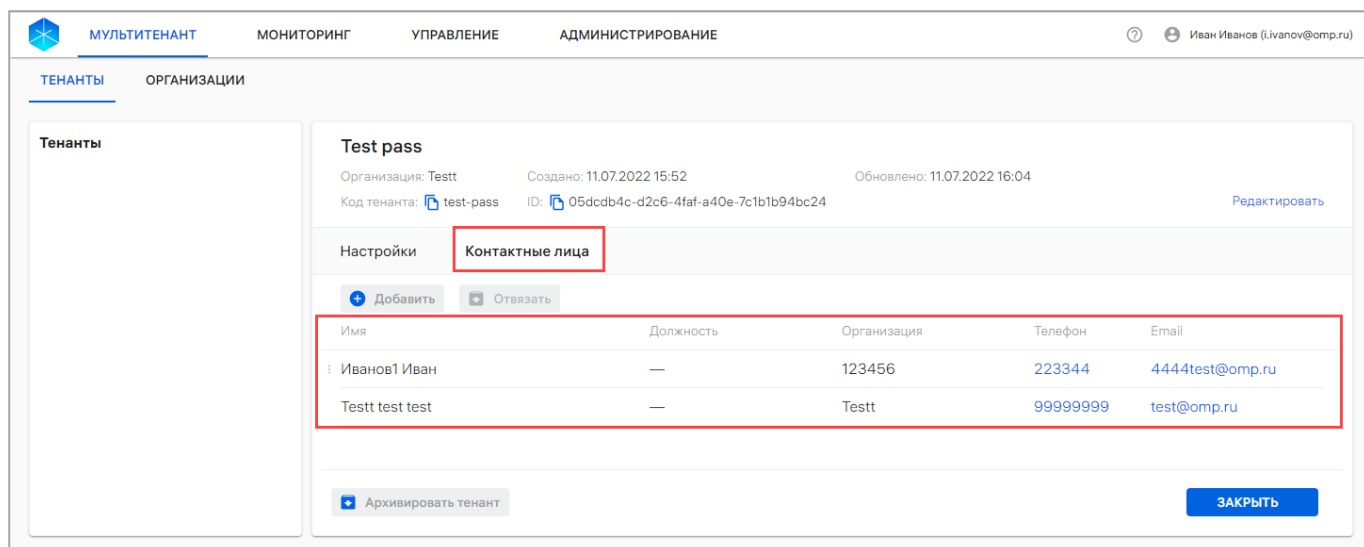 МУЛЬТИТЕНАНТ МОНИТОРИНГ УПРАВЛЕНИЕ АДМИНИСТРИРОВАНИЕ Иван Иванов (i.ivanov@omp.ru)
ТЕНАНТЫ ОРГАНИЗАЦИИ
Тенанты
Test pass
Организация: Testt Создано: 11.07.2022 15:52 Обновлено: 11.07.2022 16:04
Код тенанта: test-pass ID: 05dcdb4c-d2c6-4faf-a40e-7c1b1b94bc24 Редактировать
Настройки Контактные лица
Добавить Отвязать
Имя Должность Организация Телефон Email
Иванов1 Иван — 123456 223344 4444test@omp.ru
Testt test test — Testt 99999999 test@omp.ru
Архивировать тенант ЗАКРЫТЬ